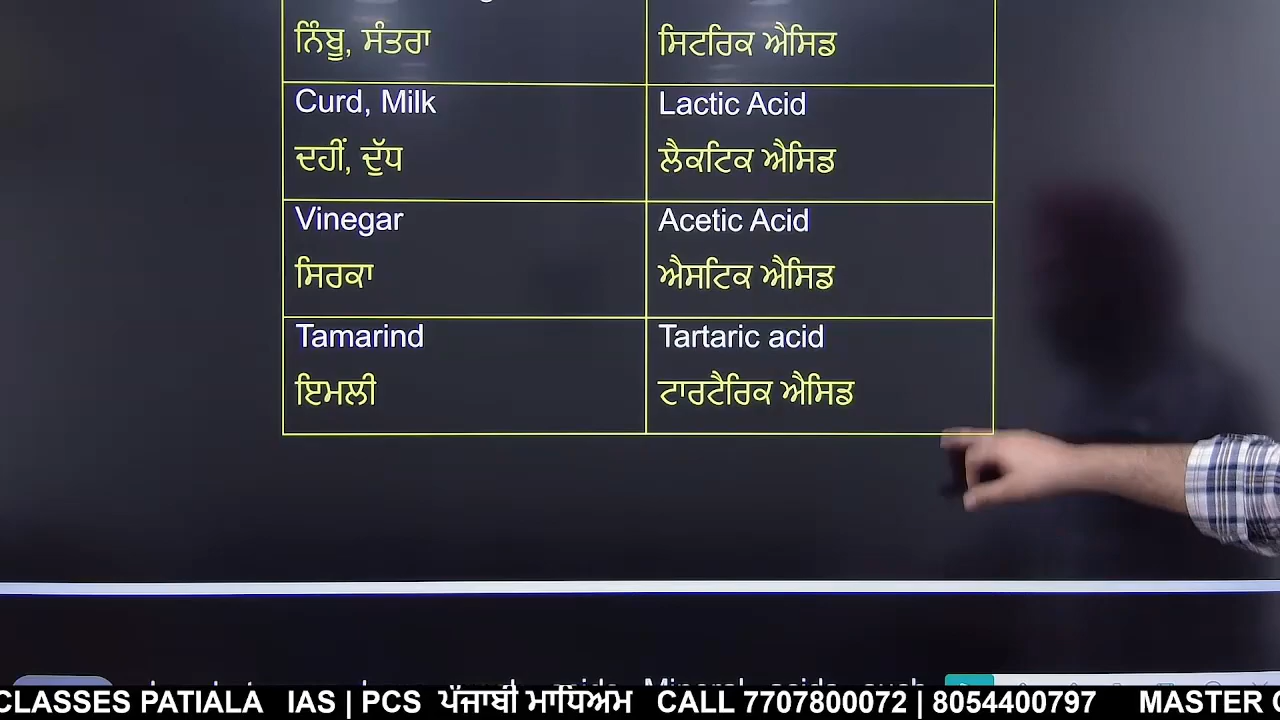 ਨਿੰਬੂ, ਸੰਤਰਾ
ਸਿਟਰਿਕ ਐਸਿਡ
Curd, Milk
ਦਹੀਂ, ਦੁੱਧ
Lactic Acid
ਲੈਕਟਿਕ ਐਸਿਡ
Vinegar
ਸਿਰਕਾ
Acetic Acid
ਐਸਟਿਕ ਐਸਿਡ
Tamarind
ਇਮਲੀ
Tartaric acid
ਟਾਰਟੈਰਿਕ ਐਸਿਡ
CLASSES PATIALA IAS | PCS ਪੰਜਾਬੀ ਮਾਧਿਅਮ CALL 7707800072 | 8054400797 MASTER